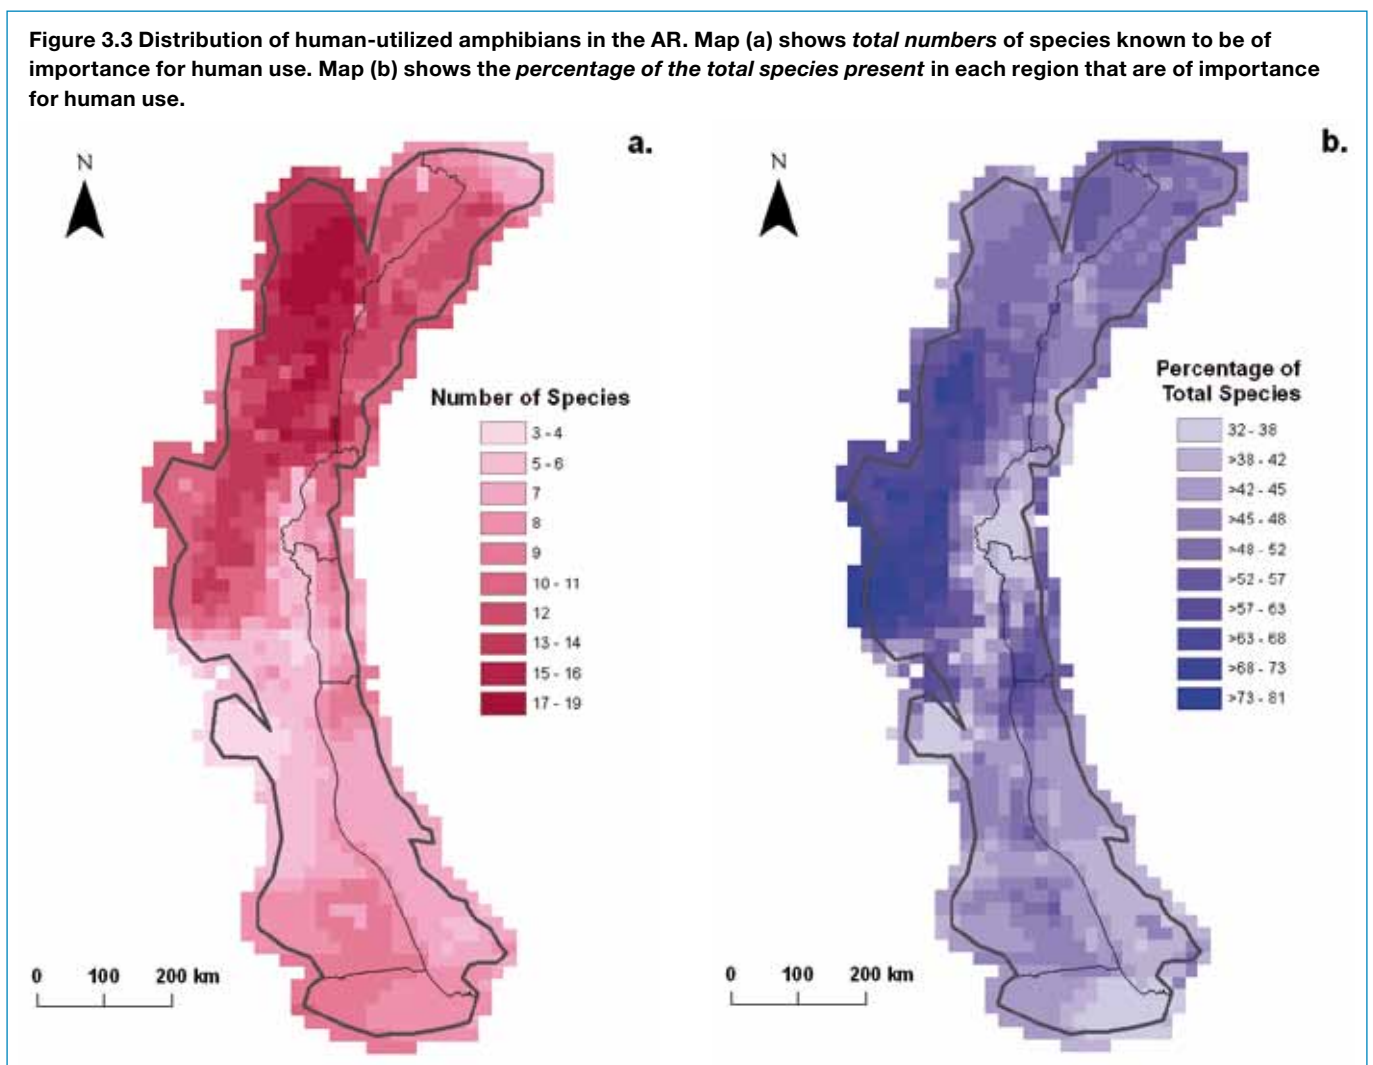 Figure 3.3 Distribution of human-utilized amphibians in the AR. Map (a) shows total numbers of species known to be of
importance for human use. Map (b) shows the percentage of the total species present in each region that are of importance
for human use.
a.
N
Number of Species
3 - 4
5 - 6
7
8
9
10 - 11
12
13 - 14
15 - 16
17 - 19
0 100 200 km
b.
N
Percentage of
Total Species
32 - 38
>38 - 42
>42 - 45
>45 - 48
>48 - 52
>52 - 57
>57 - 63
>63 - 68
>68 - 73
>73 - 81
0 100 200 km